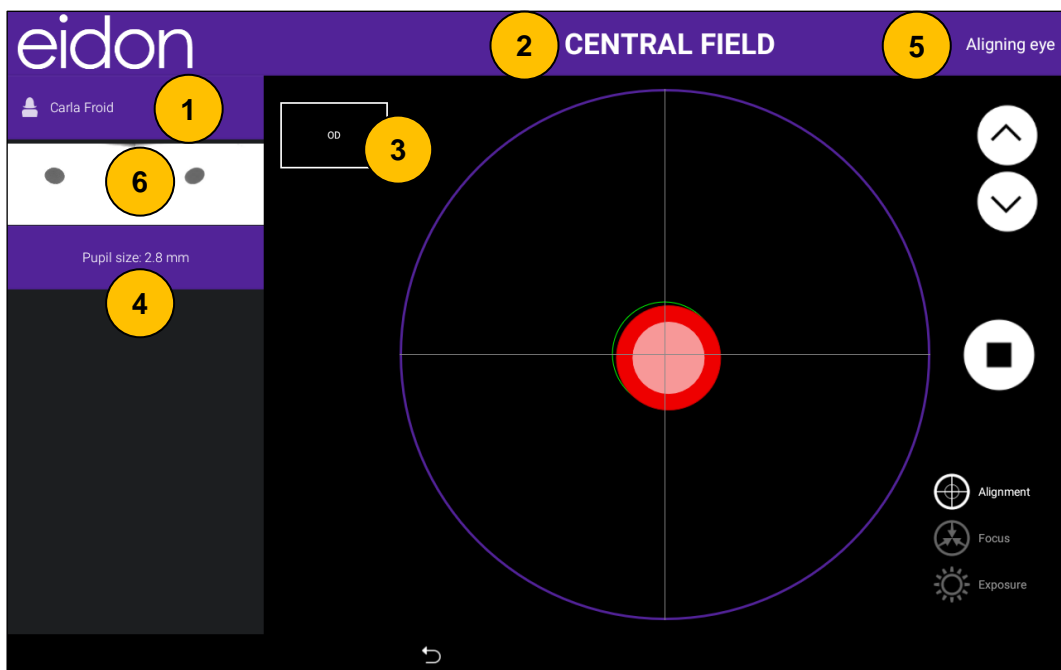 eidon
2 CENTRAL FIELD
5 Aligning eye
Carla Froid 1
OD
3
6
Pupil size: 2.8 mm
4
Alignment
Focus
Exposure